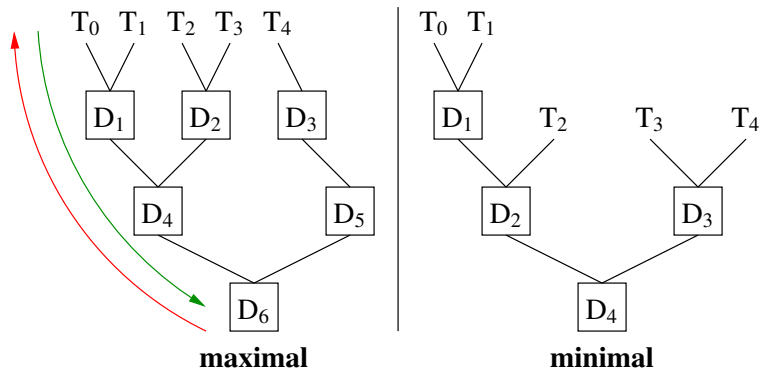 T0 T1 T2 T3 T4 T0 T1
D1 D2 D3 D1 T2 T3 T4
D4 D5 D2 D3
D6 D4
maximal minimal